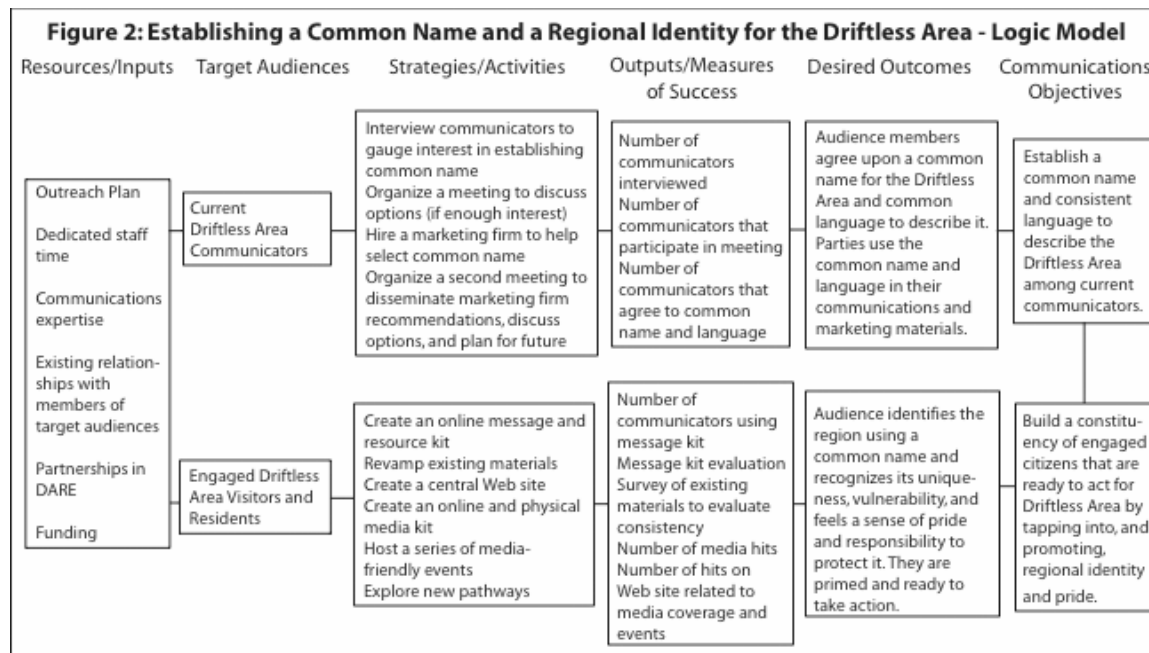 Figure 2: Establishing a Common Name and a Regional Identity for the Driftless Area - Logic Model
Resources/Inputs
Target Audiences
Strategies/Activities
Outputs/Measures
of Success
Desired Outcomes
Communications
Objectives
Outreach Plan
Dedicated staff
time
Communications
expertise
Existing relation-
ships with
members of
target audiences
Partnerships in
DARE
Funding
Current
Driftless Area
Communicators
Interview communicators to
gauge interest in establishing
common name
Organize a meeting to discuss
options (if enough interest)
Hire a marketing firm to help
select common name
Organize a second meeting to
disseminate marketing firm
recommendations, discuss
options, and plan for future
Number of
communicators
interviewed
Number of
communicators that
participate in meeting
Number of
communicators that
agree to common
name and language
Audience members
agree upon a common
name for the Driftless
Area and common
language to describe it.
Parties use the
common name and
language in their
communications and
marketing materials.
Establish a
common name
and consistent
language to
describe the
Driftless Area
among current
communicators.
Engaged Driftless
Area Visitors and
Residents
Create an online message and
resource kit
Revamp existing materials
Create a central Web site
Create an online and physical
media kit
Host a series of media-
friendly events
Explore new pathways
Number of
communicators using
message kit
Message kit evaluation
Survey of existing
materials to evaluate
consistency
Number of media hits
Number of hits on
Web site related to
media coverage and
events
Audience identifies the
region using a
common name and
recognizes its unique-
ness, vulnerability, and
feels a sense of pride
and responsibility to
protect it. They are
primed and ready to
take action.
Build a constitu-
ency of engaged
citizens that are
ready to act for
Driftless Area by
tapping into, and
promoting,
regional identity
and pride.